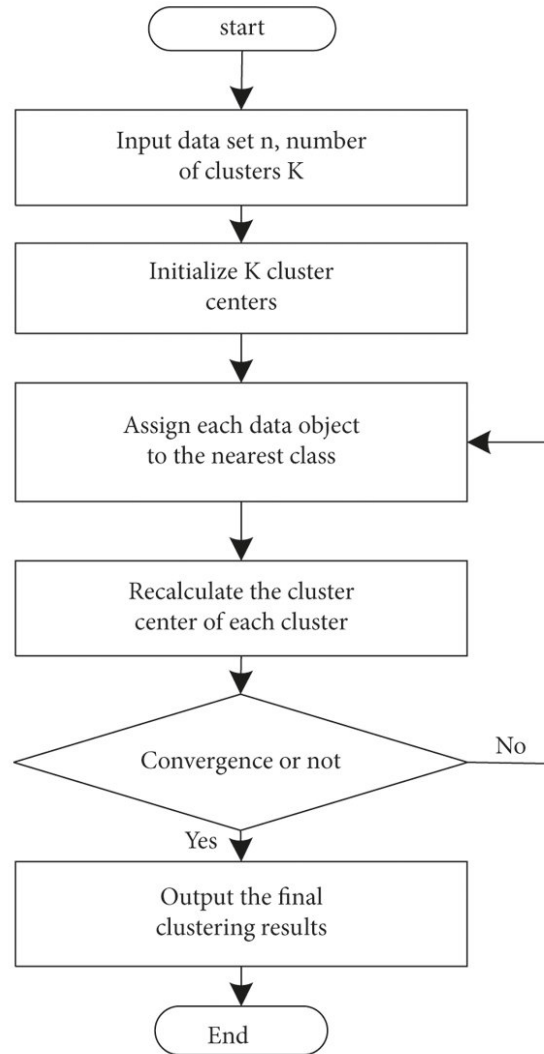 start
Input data set n, number
of clusters K
Initialize K cluster
centers
Assign each data object
to the nearest class
Recalculate the cluster
center of each cluster
Convergence or not
No
Yes
Output the final
clustering results
End